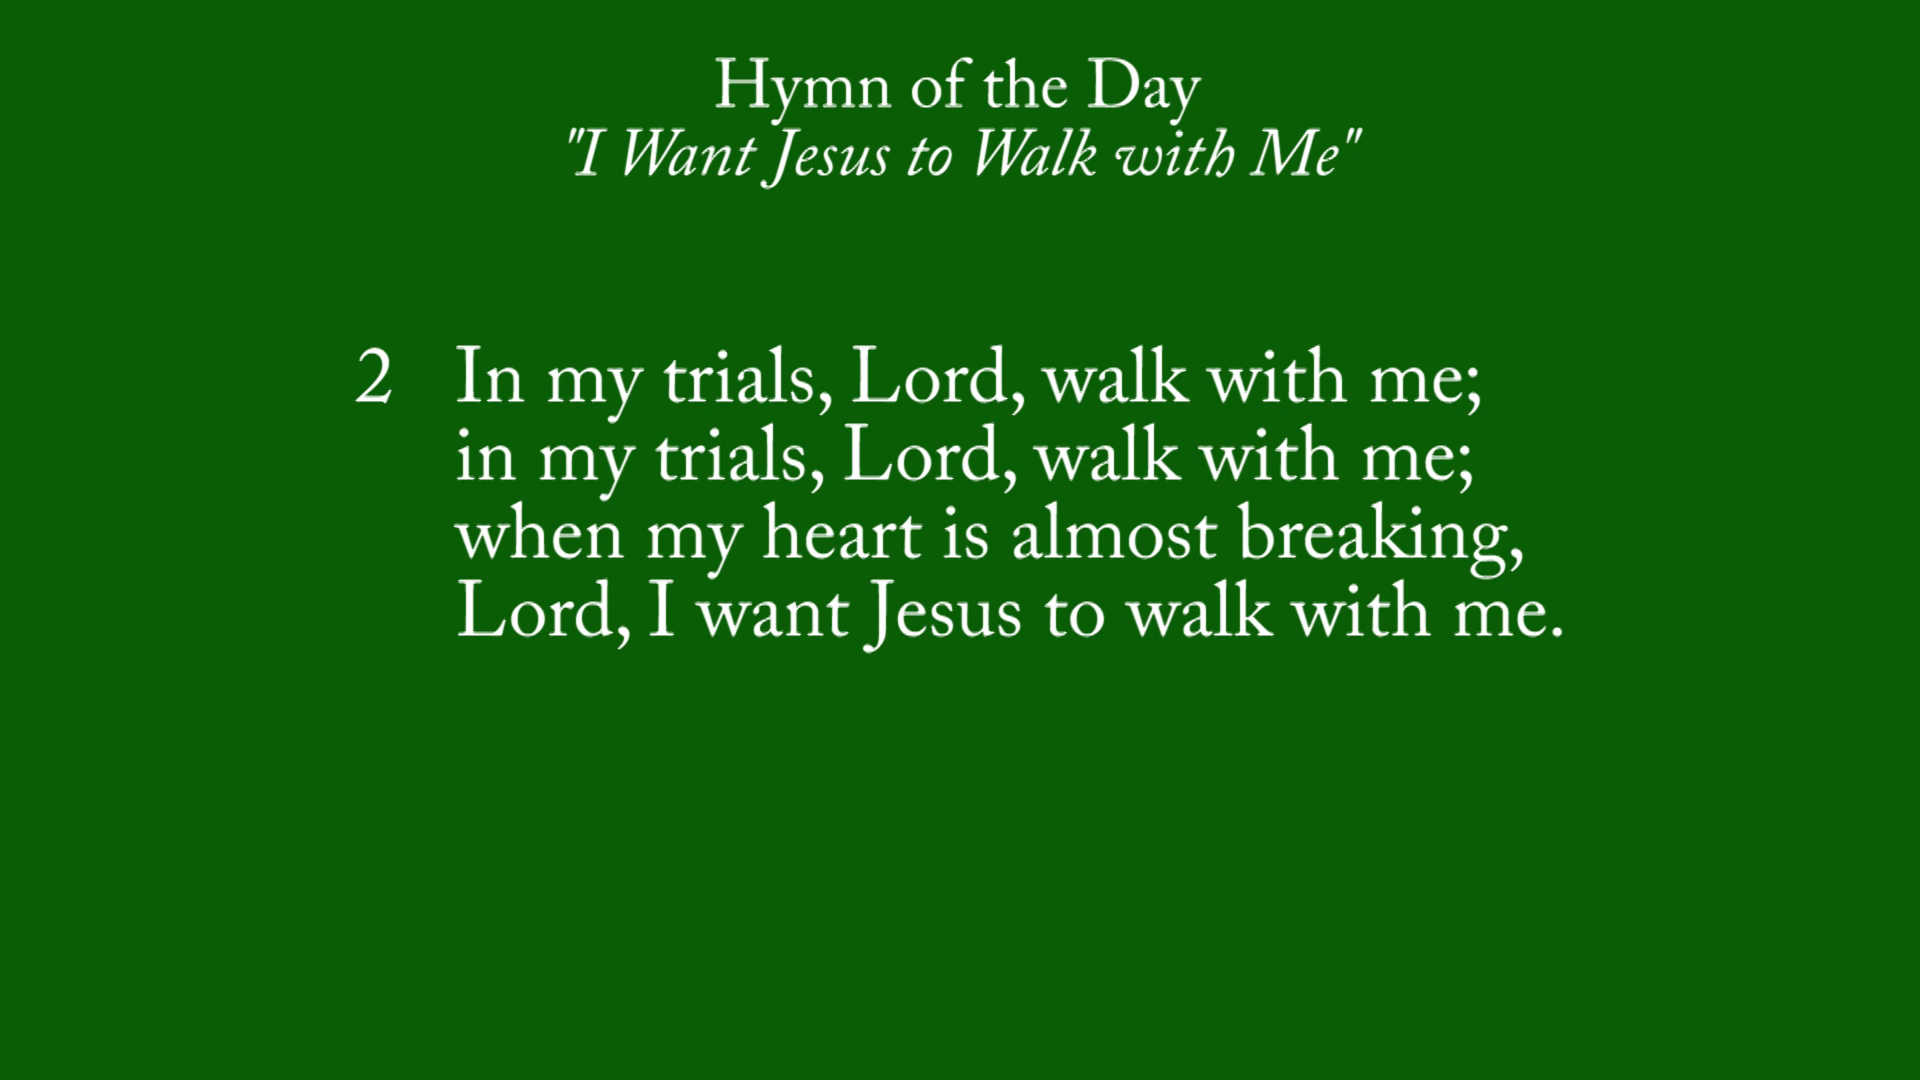 Hymn of the Day
"I Want Jesus to Walk with Me"
2 In my trials, Lord, walk with me;
in my trials, Lord, walk with me;
when my heart is almost breaking,
Lord, I want Jesus to walk with me.